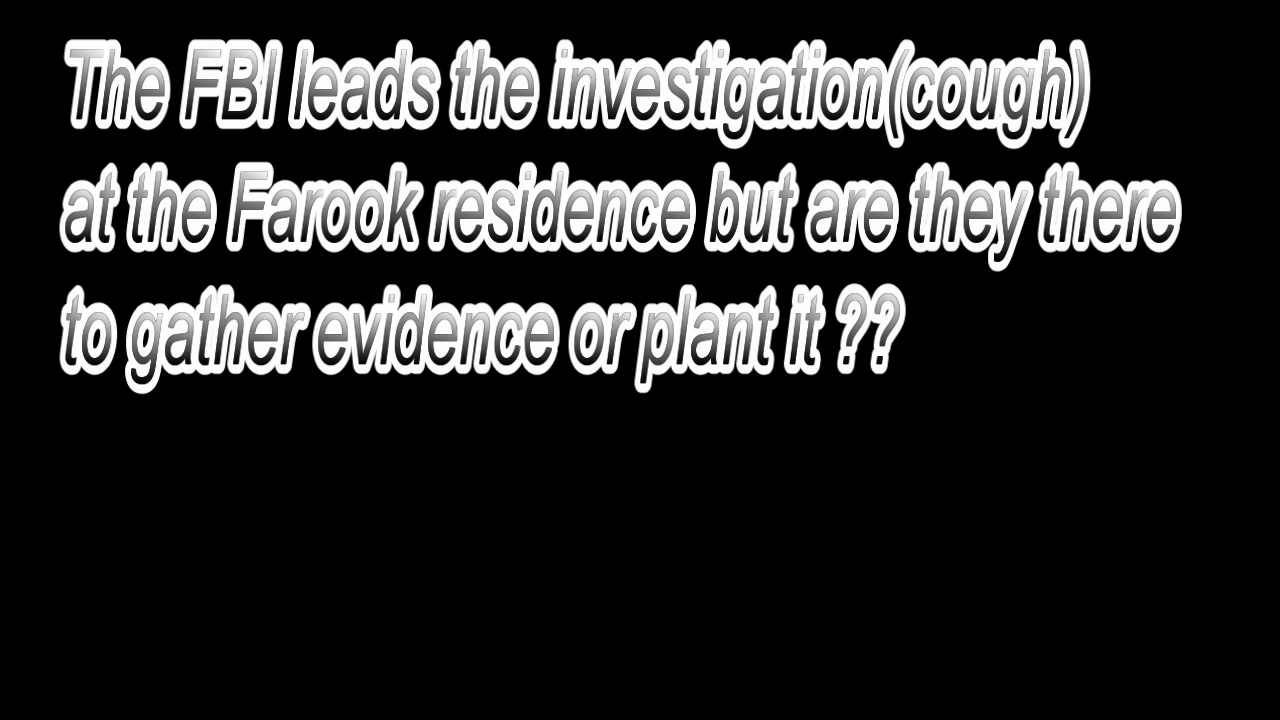 The FBI leads the investigation(cough)
at the Farook residence but are they there
to gather evidence or plant it ??